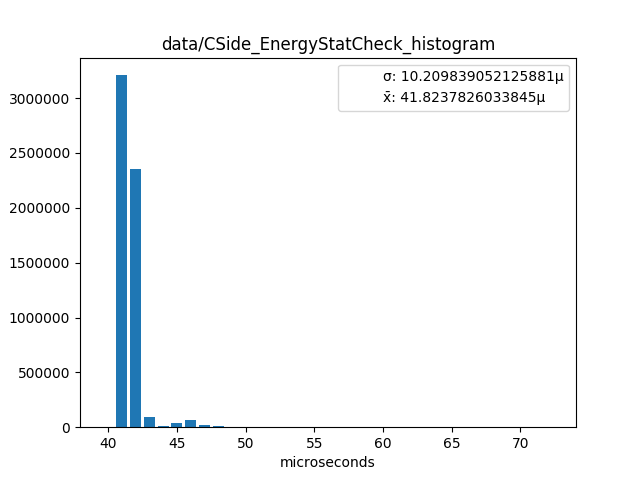 data/CSide_EnergyStatCheck_histogram
σ: 10.209839052125881µ
x̄: 41.8237826033845µ
3000000
2500000
2000000
1500000
1000000
500000
0
40 45 50 55 60 65 70
microseconds